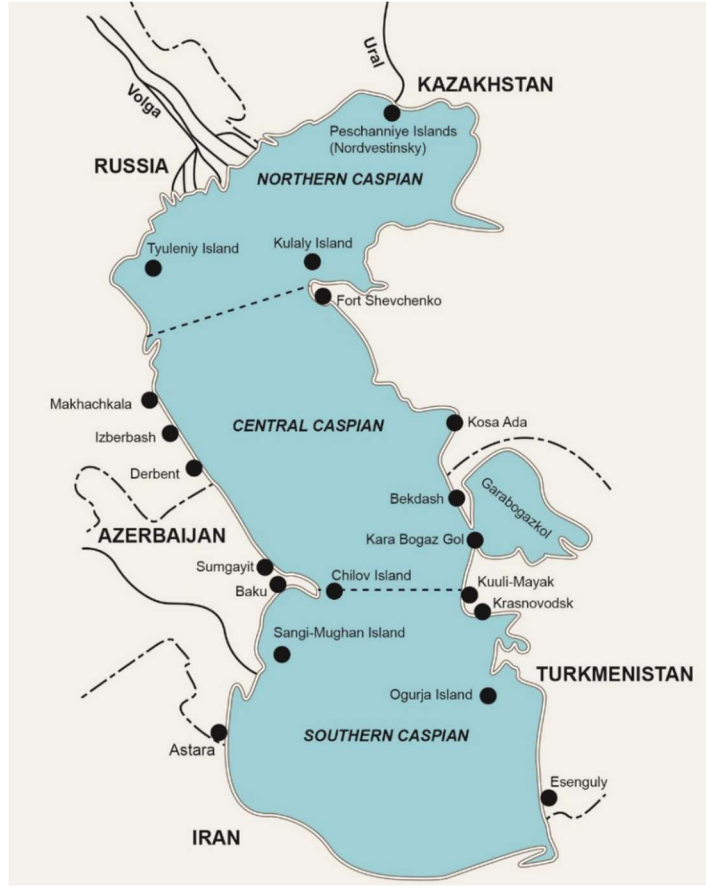 Ural
KAZAKHSTAN
Volga
Peschanniye Islands
(Nordvestinsky)
RUSSIA
NORTHERN CASPIAN
Tyuleniy Island
Kulaly Island
Fort Shevchenko
Makhachkala
Kosa Ada
CENTRAL CASPIAN
Izberbash
Derbent
Garabogazkol
Bekdash
AZERBAIJAN
Kara Bogaz Gol
Sumgayit
Chilov Island
Kuuli-Mayak
Baku
Krasnovodsk
Sangi-Mughan Island
TURKMENISTAN
Ogurja Island
SOUTHERN CASPIAN
Astara
Esenguly
IRAN